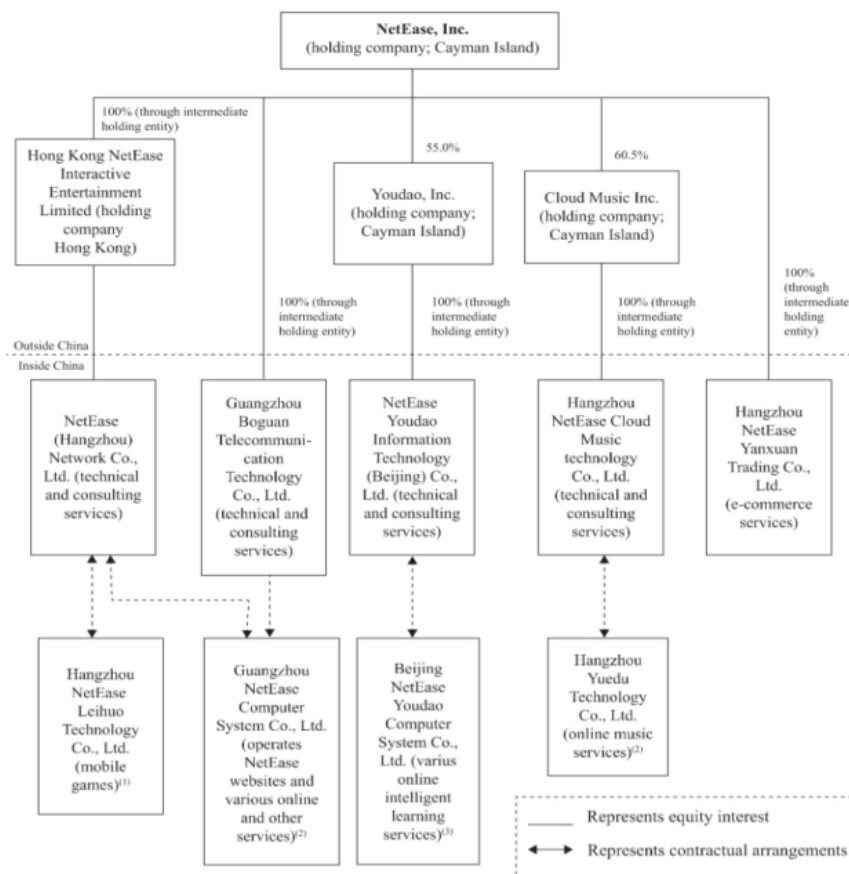 NetEase, Inc.
(holding company; Cayman Island)
100% (through intermediate
holding entity)
Hong Kong NetEase
Interactive
Entertainment
Limited (holding
company
Hong Kong)
55.0%
Youdao, Inc.
(holding company;
Cayman Island)
60.5%
Cloud Music Inc.
(holding company;
Cayman Island)
100% (through
intermediate
holding entity)
100% (through
intermediate
holding entity)
100% (through
intermediate
holding entity)
100%
(through
intermediate
holding
entity)
Outside China
Inside China
NetEase
(Hangzhou)
Network Co.,
Ltd. (technical
and consulting
services)
Guangzhou
Boguan
Telecommuni-
cation
Technology
Co., Ltd.
(technical and
consulting
services)
NetEase
Youdao
Information
Technology
(Beijing) Co.,
Ltd. (technical
and consulting
services)
Hangzhou
NetEase Cloud
Music
technology
Co., Ltd.
(technical and
consulting
services)
Hangzhou
NetEase
Yanxuan
Trading Co.,
Ltd.
(e-commerce
services)
Hangzhou
NetEase
Leihuo
Technology
Co., Ltd.
(mobile
games)(1)
Guangzhou
NetEase
Computer
System Co., Ltd.
(operates
NetEase
websites and
various online
and other
services)(2)
Beijing
NetEase
Youdao
Computer
System Co.,
Ltd. (varius
online
intelligent
learning
services)(3)
Hangzhou
Yuedu
Technology
Co., Ltd.
(online music
services)(2)
Represents equity interest
Represents contractual arrangements